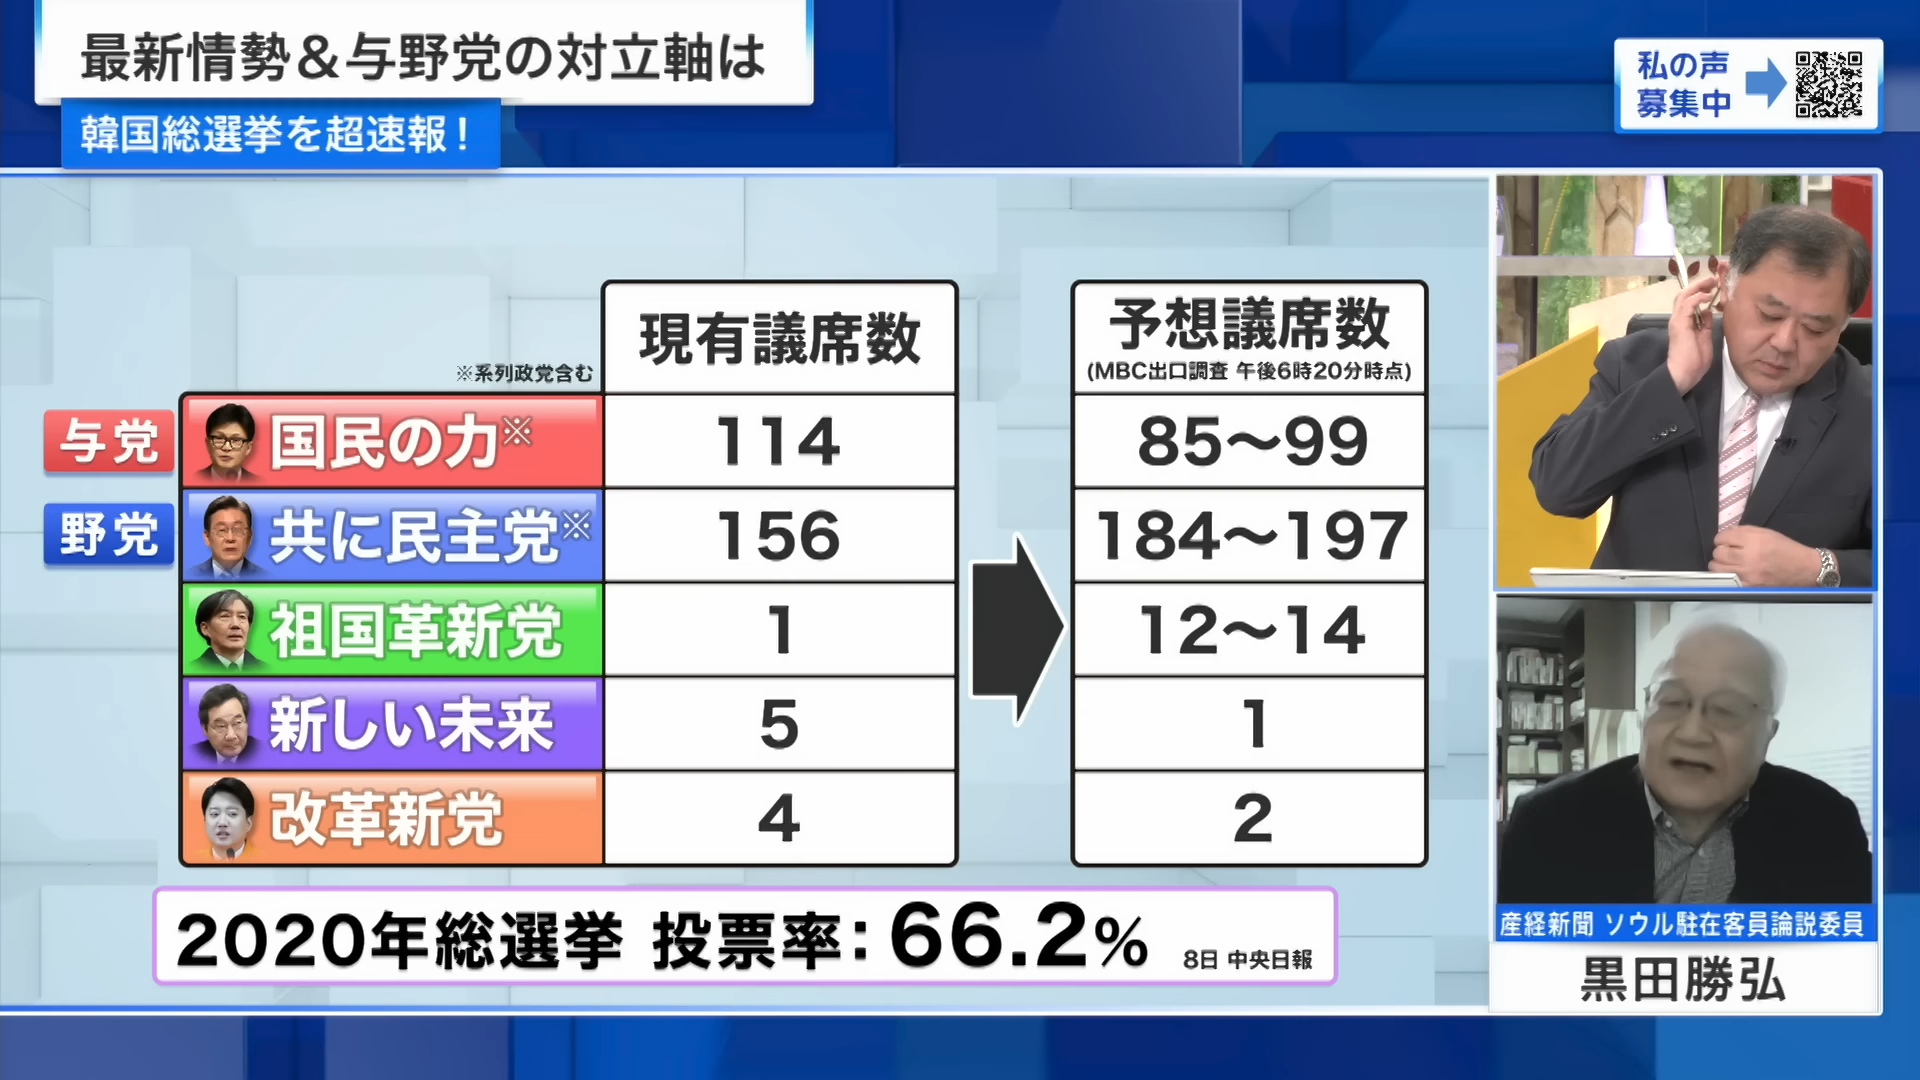 最新情勢&与野党の対立軸は
韓国総選挙を超速報!
私の声
募集中
※系列政党含む
現有議席数
予想議席数
(MBC出口調査 午後6時20分時点)
与党 国民の力※ 114 85〜99
野党 共に民主党※ 156 184〜197
祖国革新党 1 12〜14
新しい未来 5 1
改革新党 4 2
2020年総選挙 投票率:66.2% 8日 中央日報
産経新聞 ソウル駐在客員論説委員
黒田勝弘